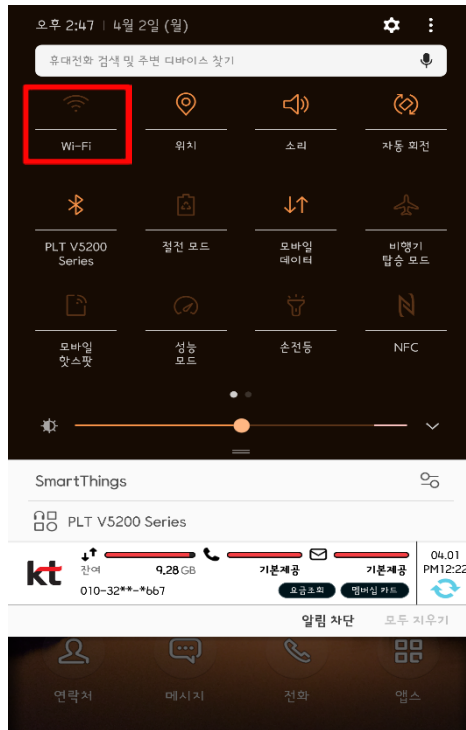 오후 2:47 | 4월 2일 (월)
휴대전화 검색 및 주변 디바이스 찾기
Wi-Fi 위치 소리 자동 회전
PLT V5200 Series 절전 모드 모바일 데이터 비행기 탑승 모드
모바일 핫스팟 성능 모드 손전등 NFC
SmartThings
PLT V5200 Series
kt 잔여 9.28 GB 기본제공 기본제공 04.01 PM12:22
010-32**-*667 요금조회 멤버십 카드
알림 차단 모두 지우기
연락처 메시지 전화 앱스